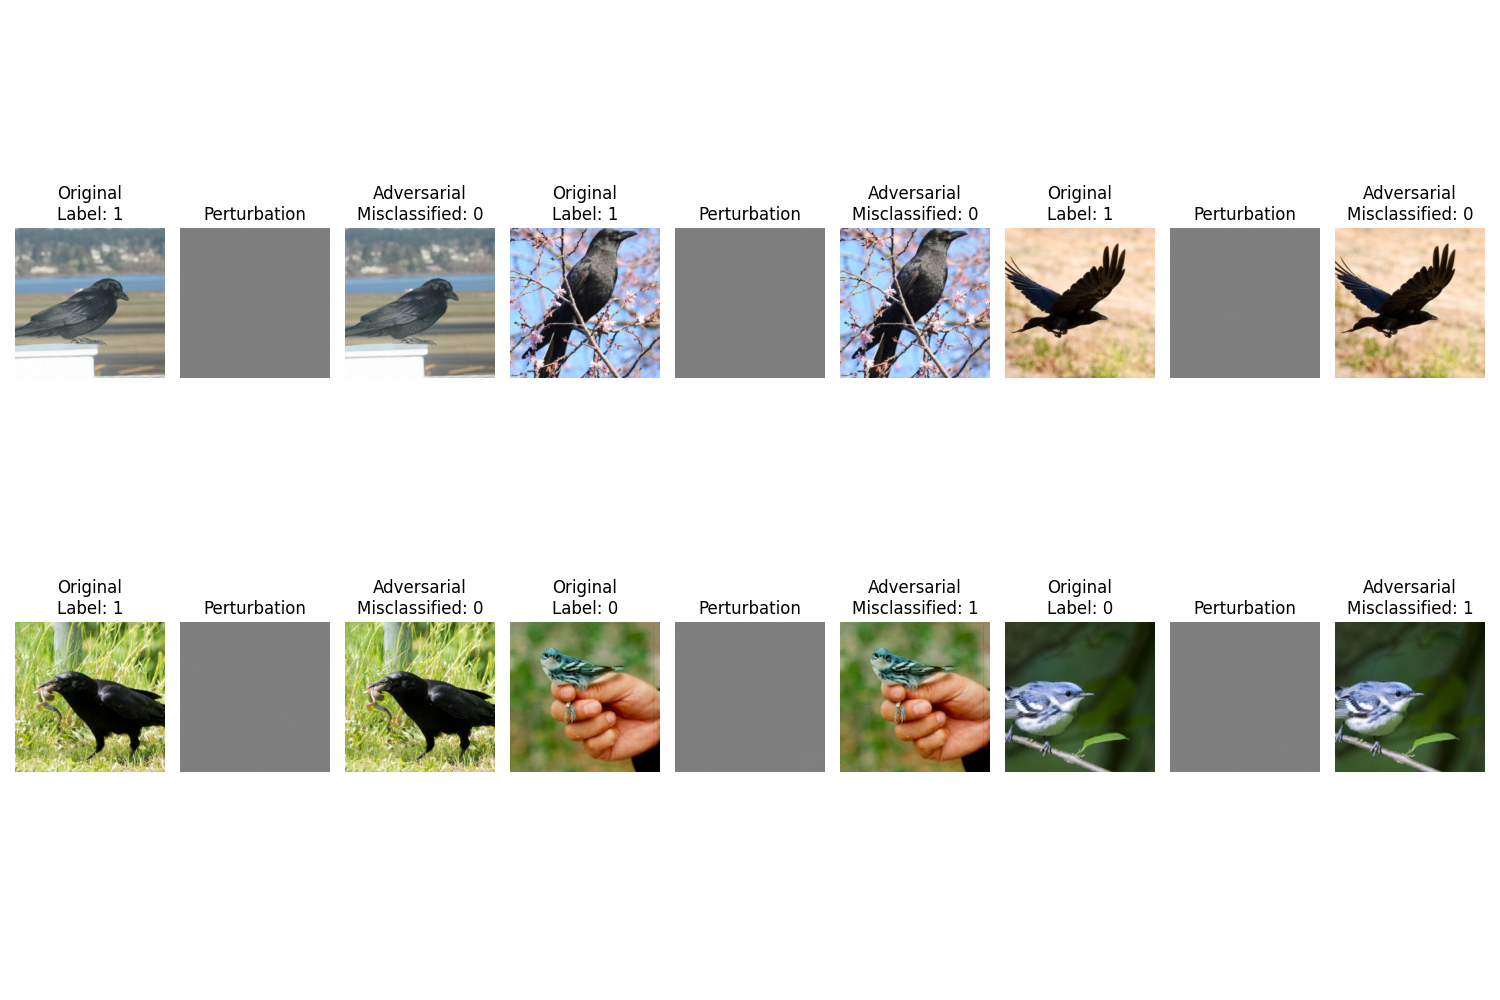 Original
Label: 1
Perturbation
Adversarial
Misclassified: 0
Original
Label: 1
Perturbation
Adversarial
Misclassified: 0
Original
Label: 1
Perturbation
Adversarial
Misclassified: 0
Original
Label: 1
Perturbation
Adversarial
Misclassified: 0
Original
Label: 0
Perturbation
Adversarial
Misclassified: 1
Original
Label: 0
Perturbation
Adversarial
Misclassified: 1